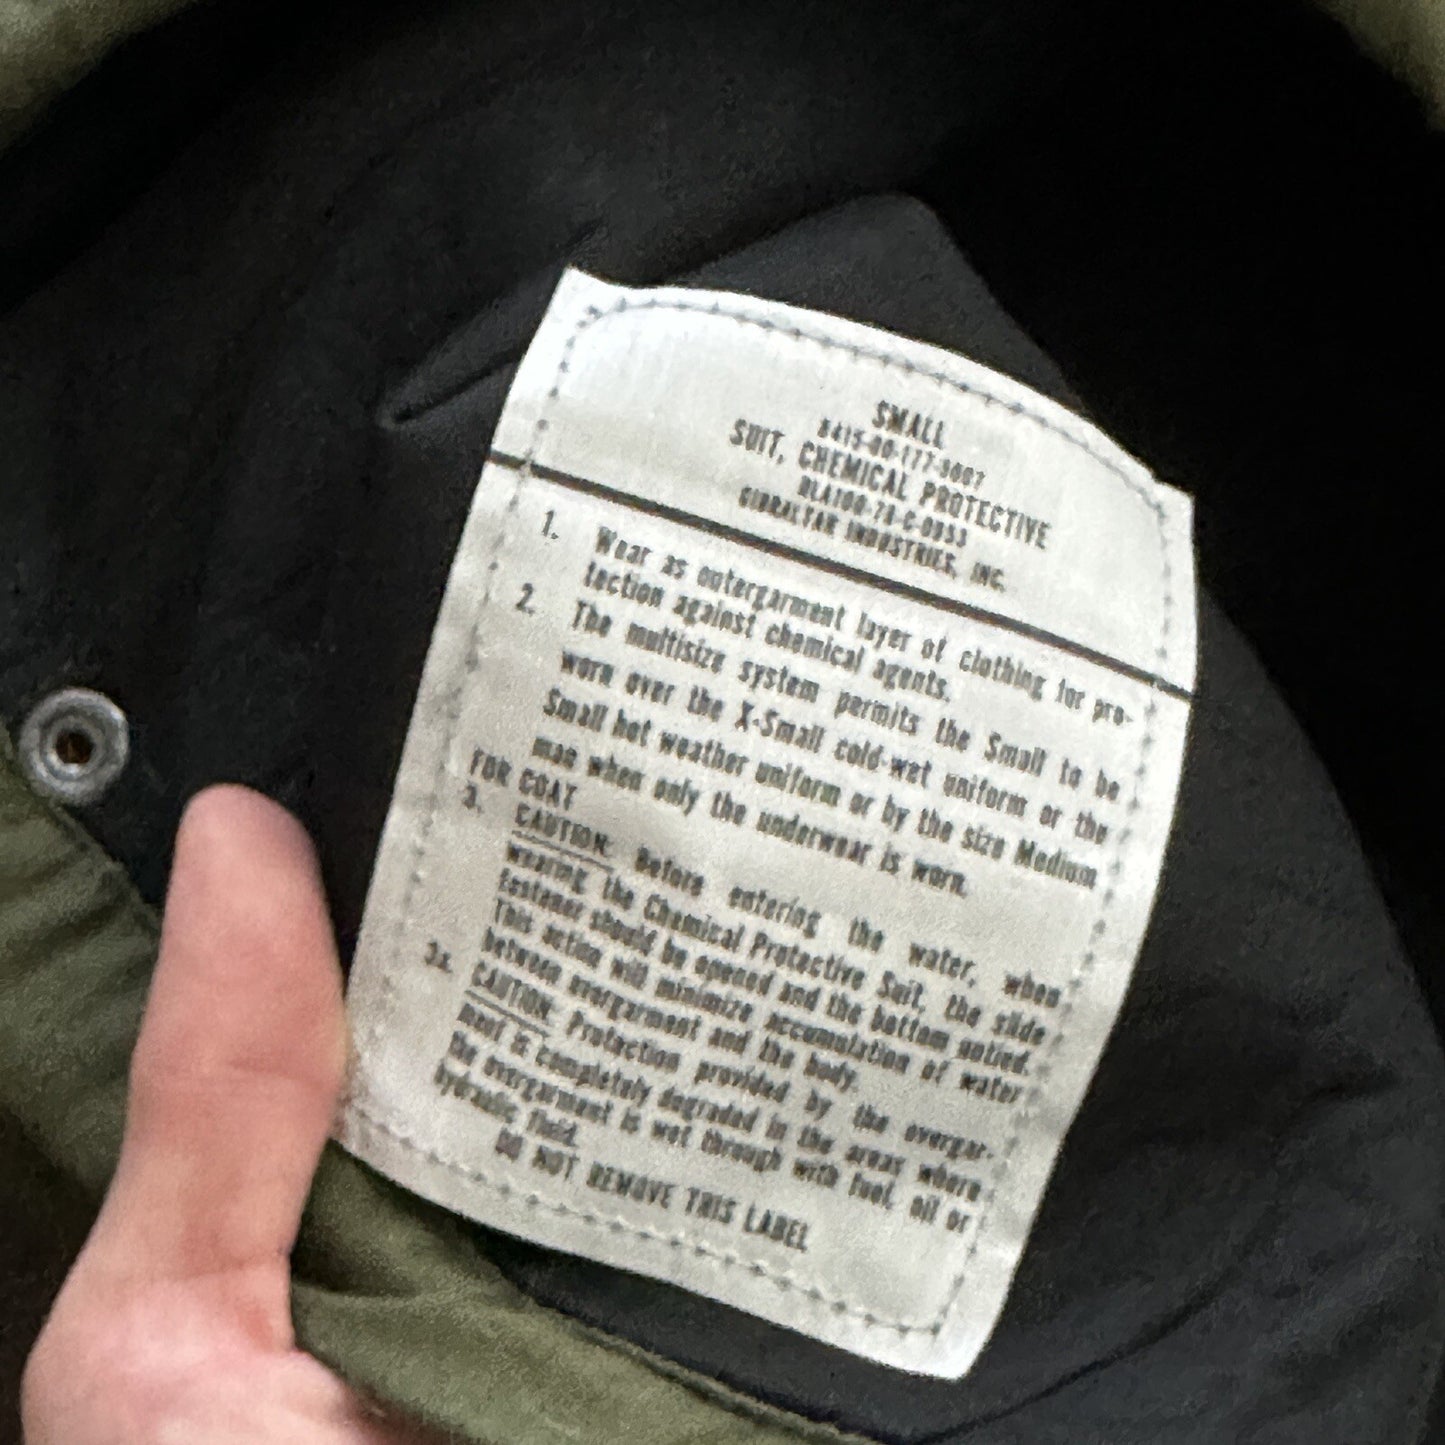 SMALL
8415-00-177-5007
SUIT, CHEMICAL PROTECTIVE
DLA100-78-C-0953
GIBRALTAR INDUSTRIES, INC.
1. Wear as outergarment layer of clothing for pro-
tection against chemical agents.
2. The multisize system permits the Small to be
worn over the X-Small cold-wet uniform or the
Small hot weather uniform or by the size Medium
man when only the underwear is worn.
FOR COAT
3. CAUTION: Before entering the water, when
wearing the Chemical Protective Suit, the slide
fastener should be opened and the bottom untied.
This action will minimize accumulation of water
between overgarment and the body.
3a. CAUTION: Protection provided by the overgar-
ment is completely degraded in the areas where
the overgarment is wet through with fuel, oil or
hydraulic fluid.
DO NOT REMOVE THIS LABEL